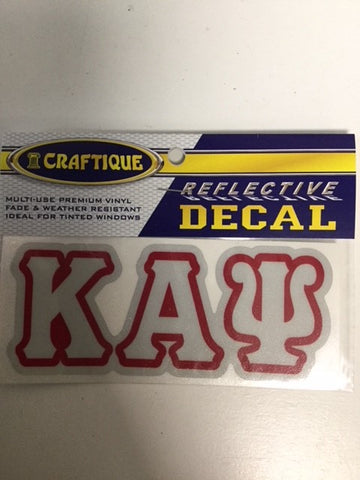 CRAFTIQUE
MULTI-USE PREMIUM VINYL
FADE & WEATHER RESISTANT
IDEAL FOR TINTED WINDOWS
REFLECTIVE
DECAL
ΚΑΨ